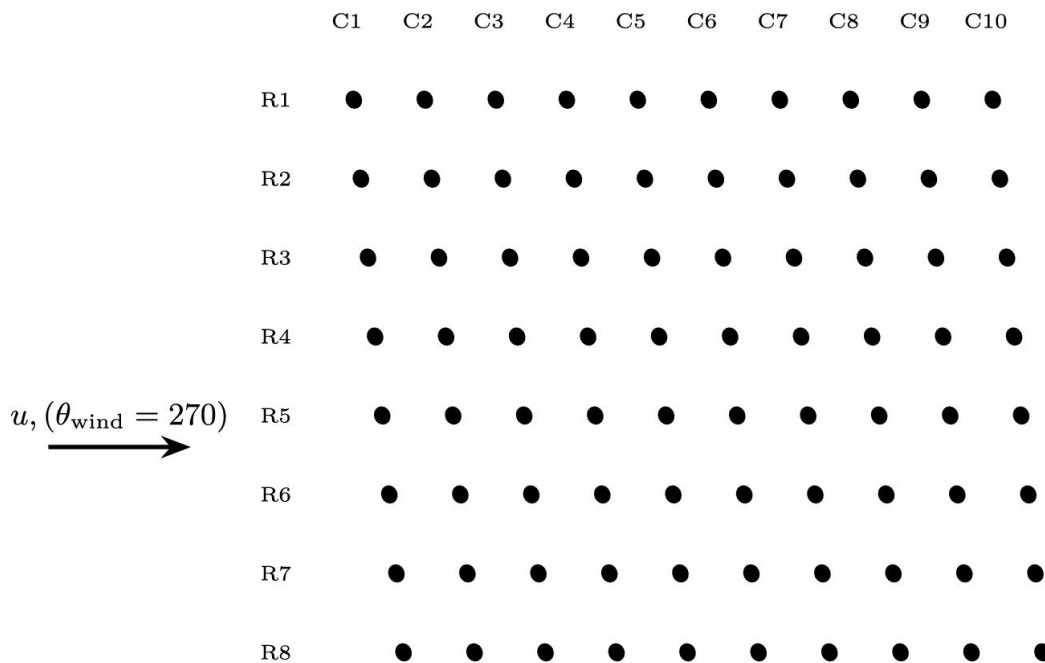 C1 C2 C3 C4 C5 C6 C7 C8 C9 C10
R1
R2
R3
R4
u, (θwind = 270)
R5
R6
R7
R8